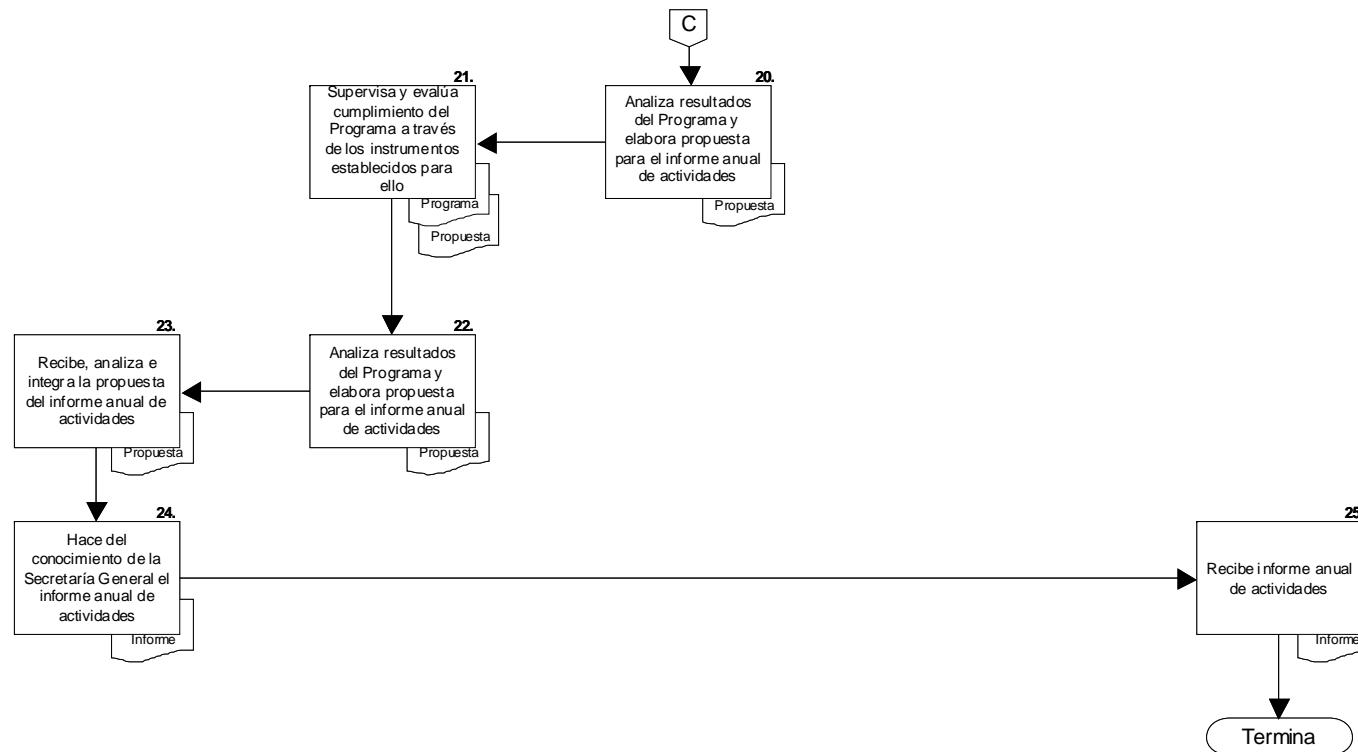 C
20.
Analiza resultados
del Programa y
elabora propuesta
para el informe anual
de actividades
Propuesta
21.
Supervisa y evalúa
cumplimiento del
Programa a través
de los instrumentos
establecidos para
ello
Programa
Propuesta
22.
Analiza resultados
del Programa y
elabora propuesta
para el informe anual
de actividades
Propuesta
23.
Recibe, analiza e
integra la propuesta
del informe anual de
actividades
Propuesta
24.
Hace del
conocimiento de la
Secretaría General el
informe anual de
actividades
Informe
25
Recibe informe anual
de actividades
Informe
Termina